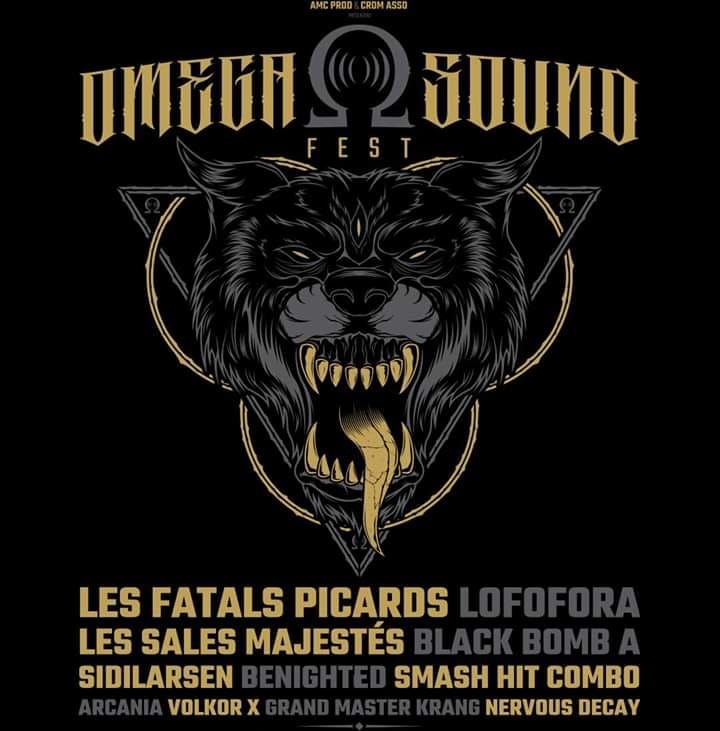 AMC PROD & CROM ASSO
PRÉSENTENT
OMEGA Ω SOUND
FEST
Ω Ω
Ω
LES FATALS PICARDS LOFOFORA
LES SALES MAJESTÉS BLACK BOMB A
SIDILARSEN BENIGHTED SMASH HIT COMBO
ARCANIA VOLKOR X GRAND MASTER KRANG NERVOUS DECAY